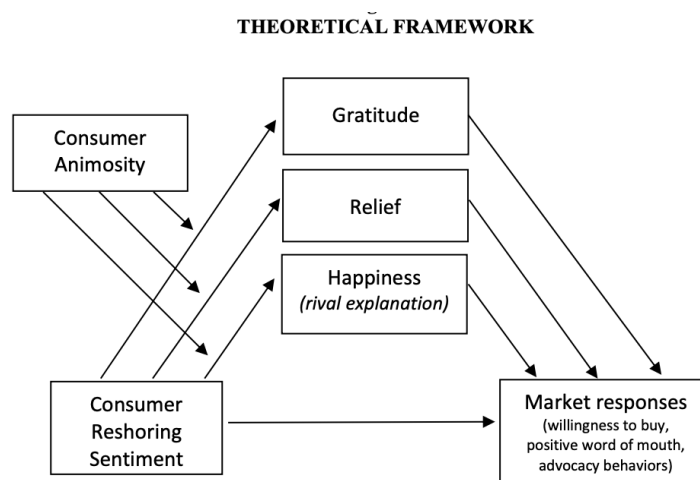 THEORETICAL FRAMEWORK
Gratitude
Consumer
Animosity
Relief
Happiness
(rival explanation)
Consumer
Reshoring
Sentiment
Market responses
(willingness to buy,
positive word of mouth,
advocacy behaviors)